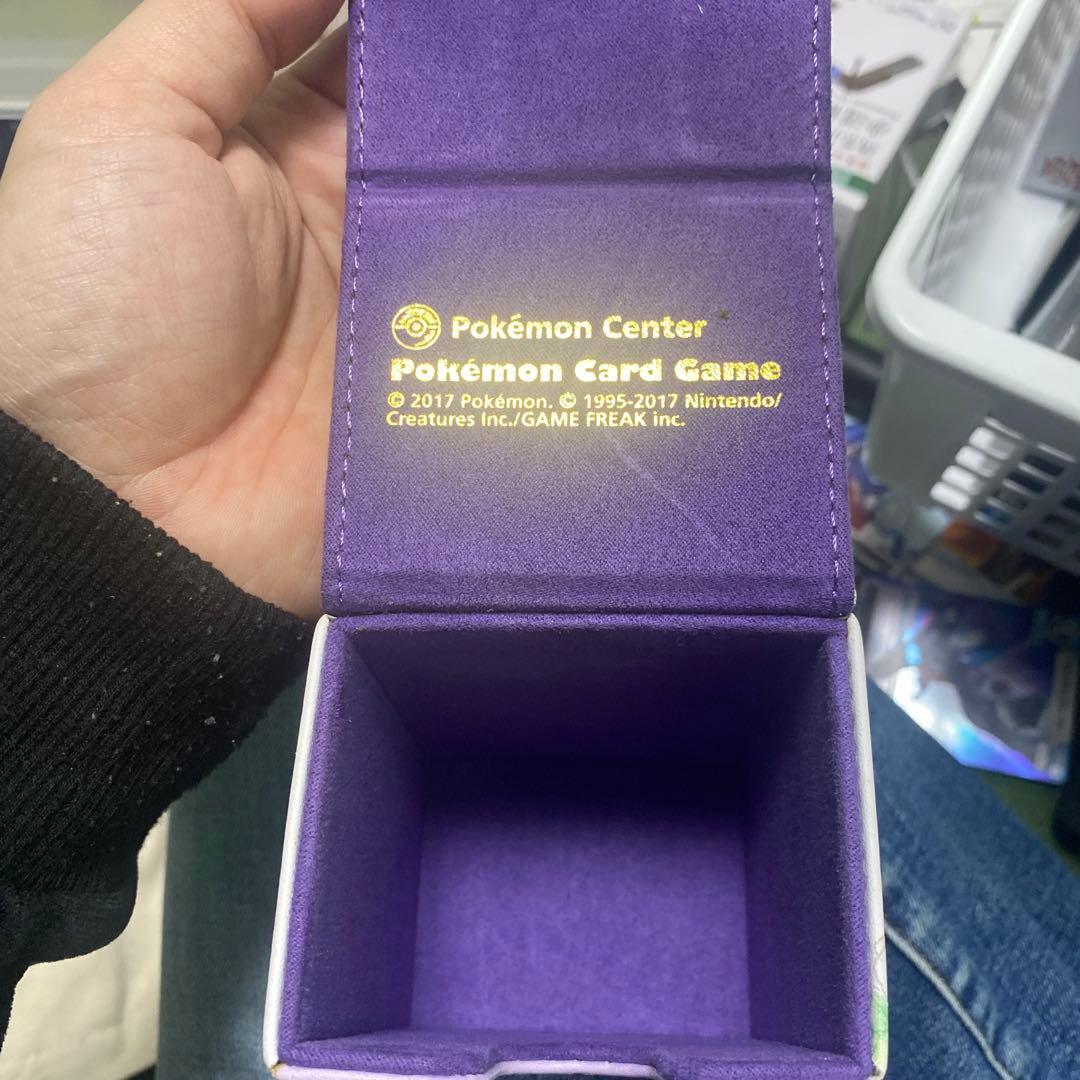 Pokémon Center
Pokémon Card Game
© 2017 Pokémon. © 1995-2017 Nintendo/
Creatures Inc./GAME FREAK inc.